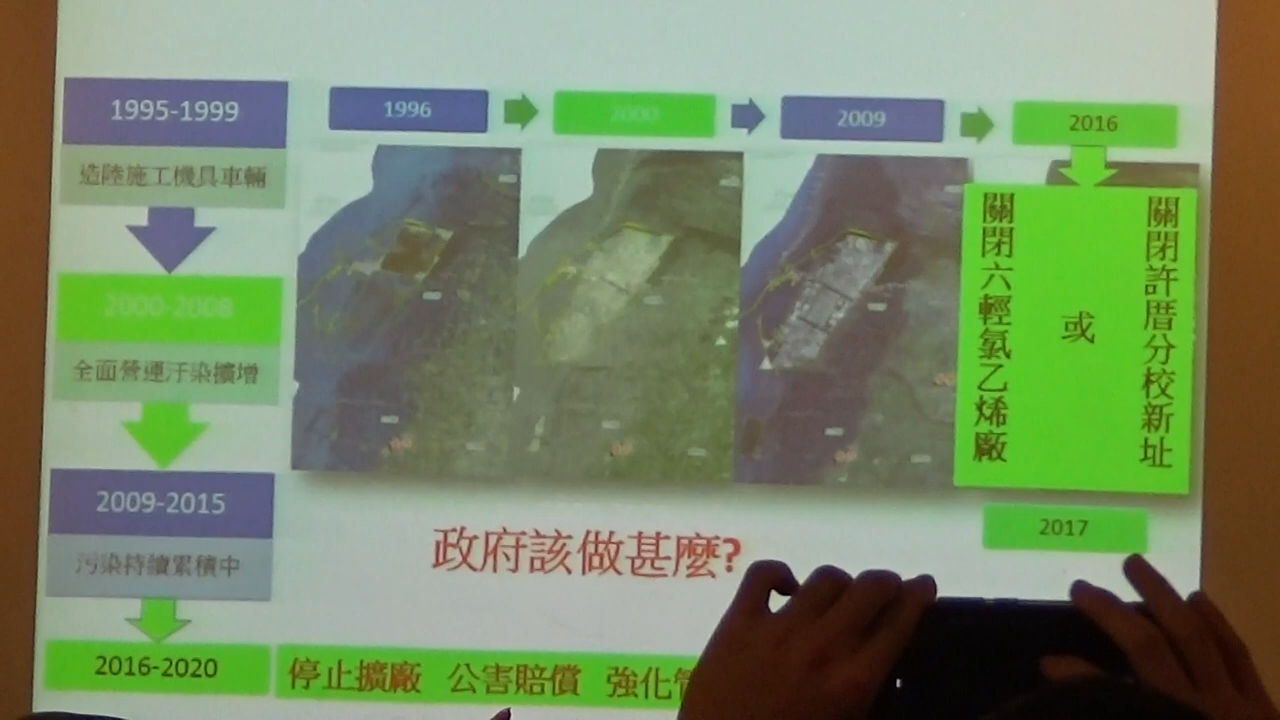 1995-1999
造陸施工機具車輛
2000-2008
全面營運汙染擴增
2009-2015
污染持續累積中
2016-2020
1996
2000
2009
2016
關閉六輕氯乙烯廠
或
關閉許厝分校新址
2017
政府該做甚麼?
停止擴廠 公害賠償 強化